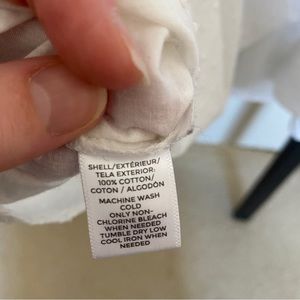 SHELL/EXTÉRIEUR/
TELA EXTERIOR:
100% COTTON/
COTON / ALGODÓN
MACHINE WASH
COLD
ONLY NON-
CHLORINE BLEACH
WHEN NEEDED
TUMBLE DRY LOW
COOL IRON WHEN
NEEDED